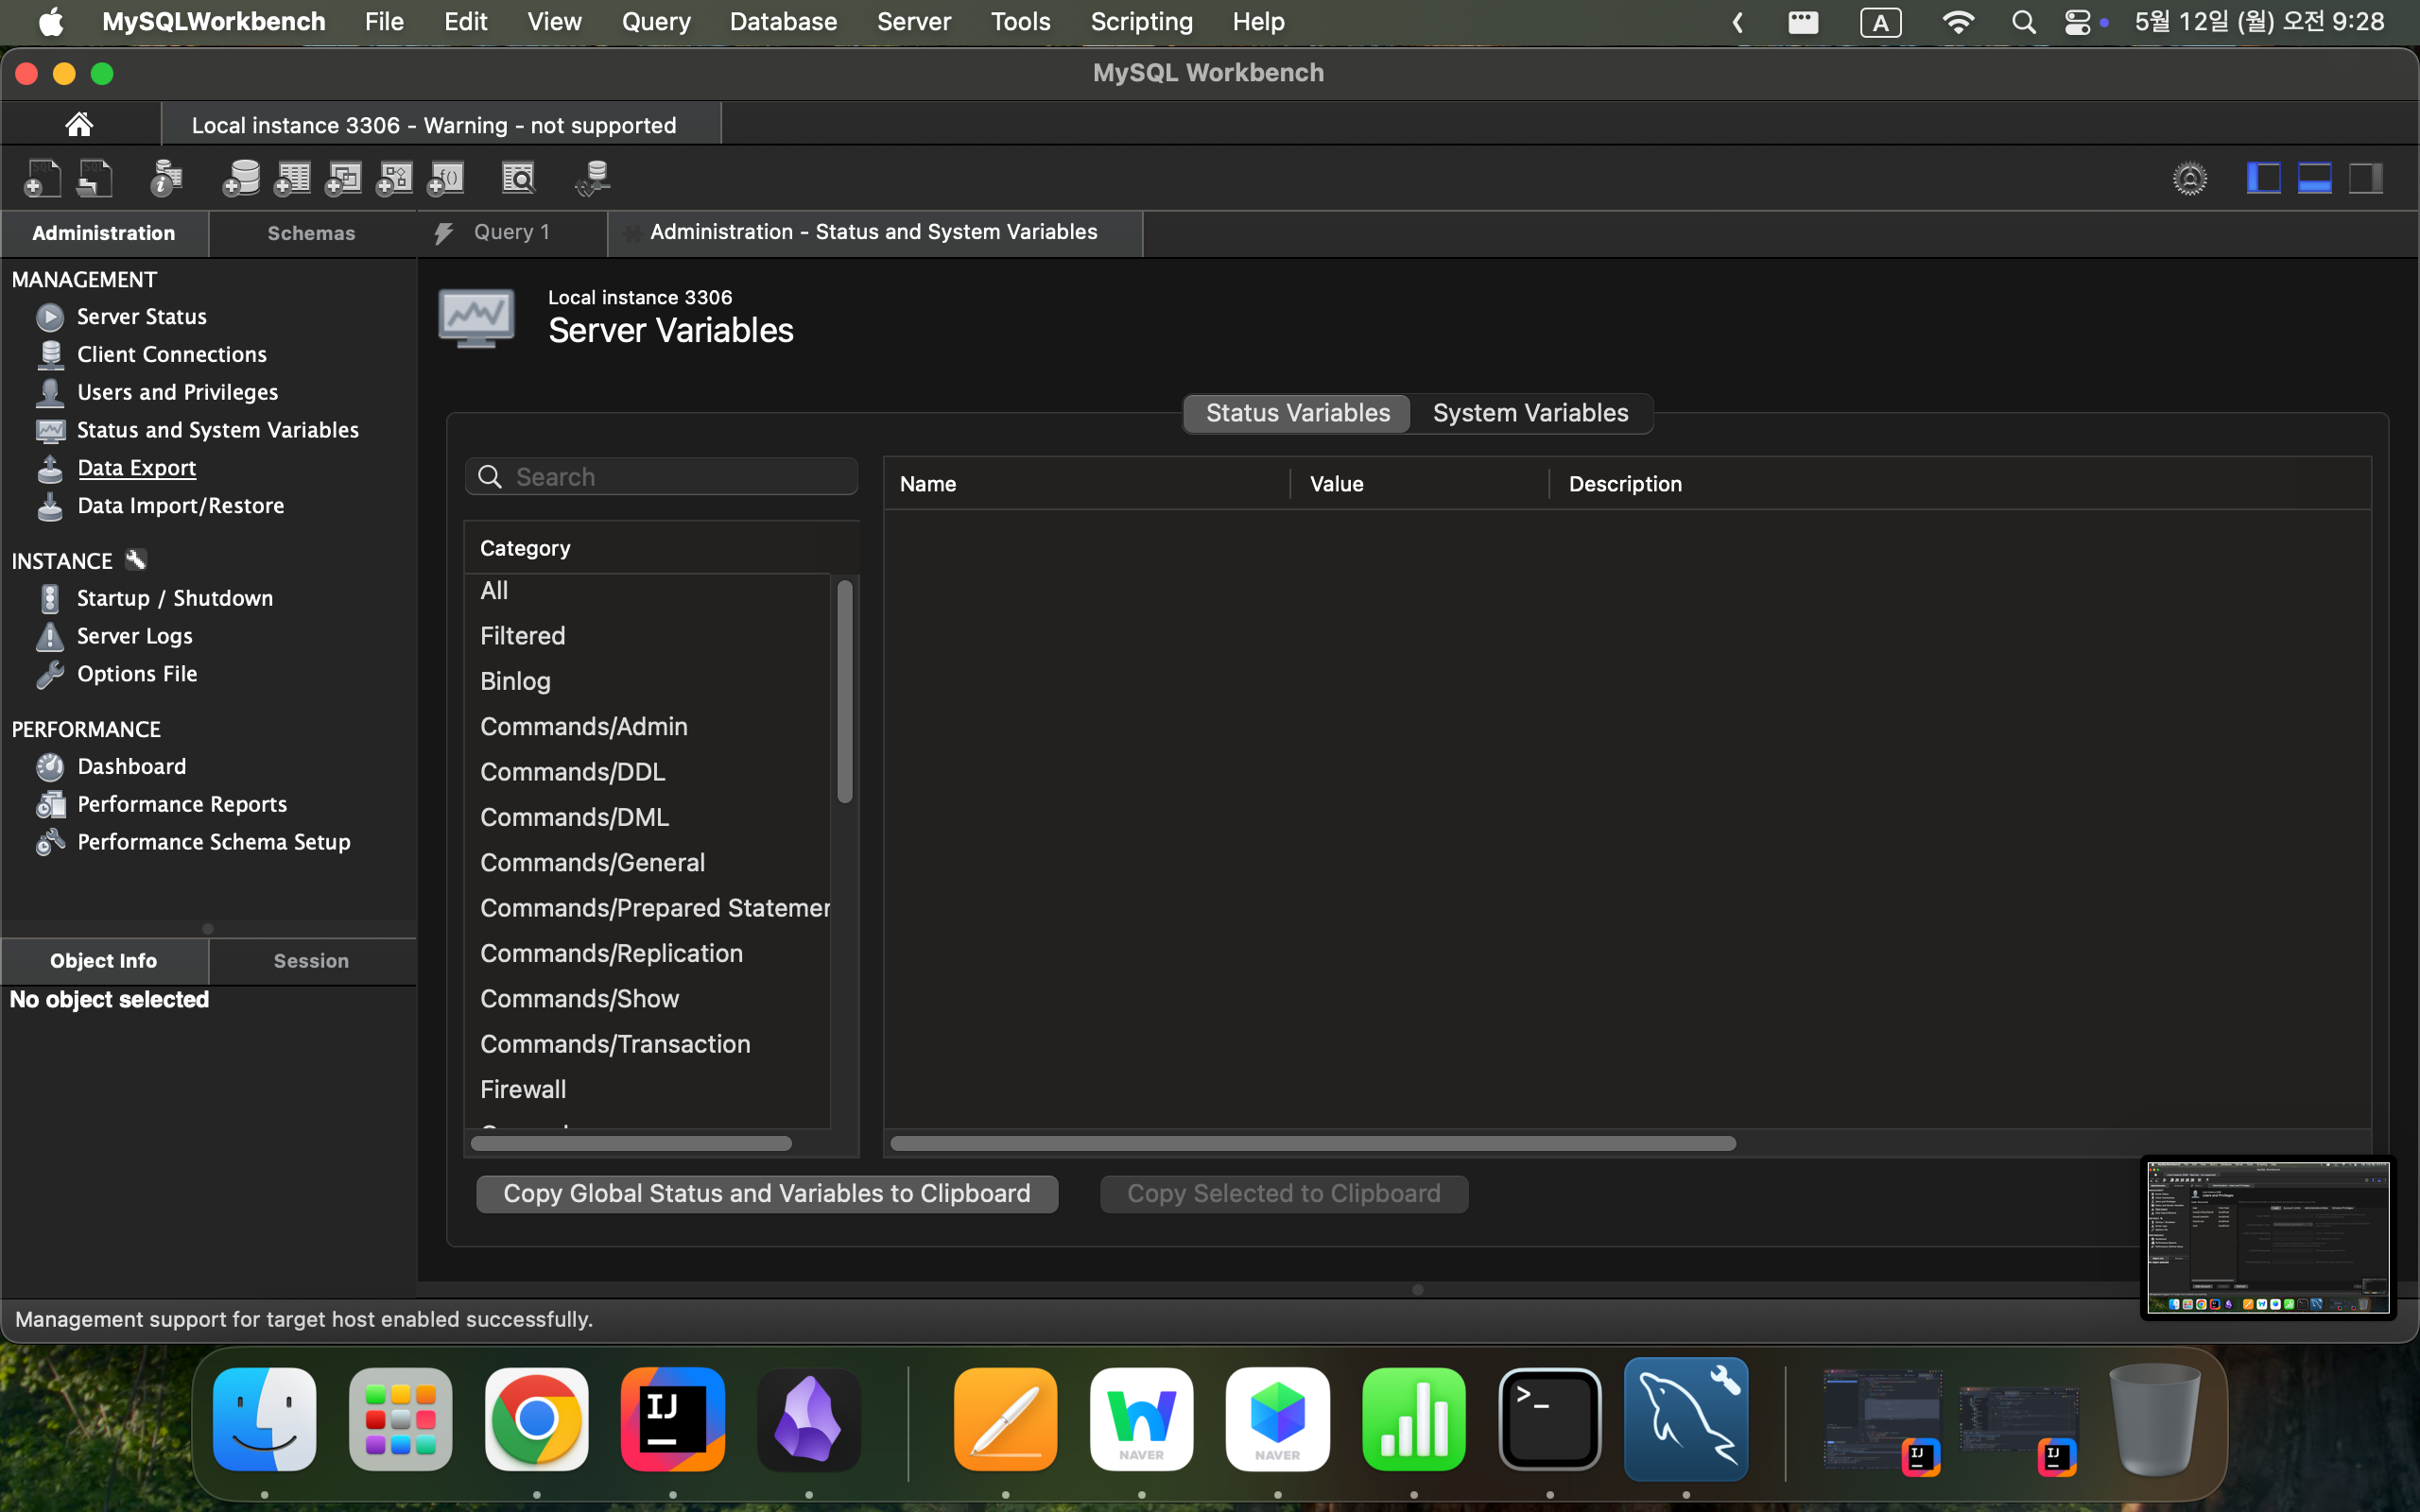 MySQLWorkbench File Edit View Query Database Server Tools Scripting Help A 5월 12일 (월) 오전 9:28
MySQL Workbench
Local instance 3306 - Warning - not supported
Administration Schemas Query 1 Administration - Status and System Variables
MANAGEMENT
Server Status
Client Connections
Users and Privileges
Status and System Variables
Data Export
Data Import/Restore
INSTANCE
Startup / Shutdown
Server Logs
Options File
PERFORMANCE
Dashboard
Performance Reports
Performance Schema Setup
Object Info Session
No object selected
Local instance 3306
Server Variables
Status Variables System Variables
Search
Category
All
Filtered
Binlog
Commands/Admin
Commands/DDL
Commands/DML
Commands/General
Commands/Prepared Statemer
Commands/Replication
Commands/Show
Commands/Transaction
Firewall
Name Value Description
Copy Global Status and Variables to Clipboard Copy Selected to Clipboard
Management support for target host enabled successfully.
IJ
NAVER
NAVER
>_
IJ
IJ